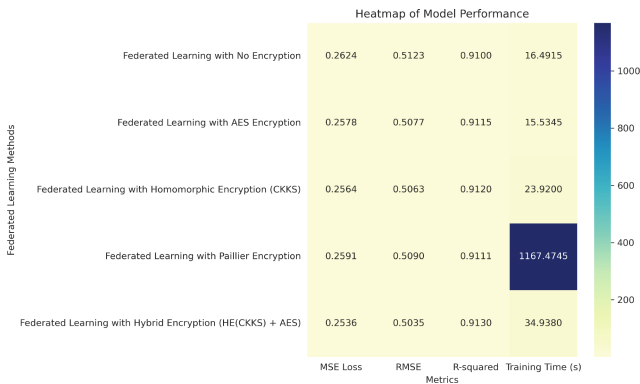 Heatmap of Model Performance
Federated Learning Methods
Federated Learning with No Encryption 0.2624 0.5123 0.9100 16.4915
Federated Learning with AES Encryption 0.2578 0.5077 0.9115 15.5345
Federated Learning with Homomorphic Encryption (CKKS) 0.2564 0.5063 0.9120 23.9200
Federated Learning with Paillier Encryption 0.2591 0.5090 0.9111 1167.4745
Federated Learning with Hybrid Encryption (HE(CKKS) + AES) 0.2536 0.5035 0.9130 34.9380
MSE Loss RMSE R-squared Training Time (s)
Metrics
1000
800
600
400
200